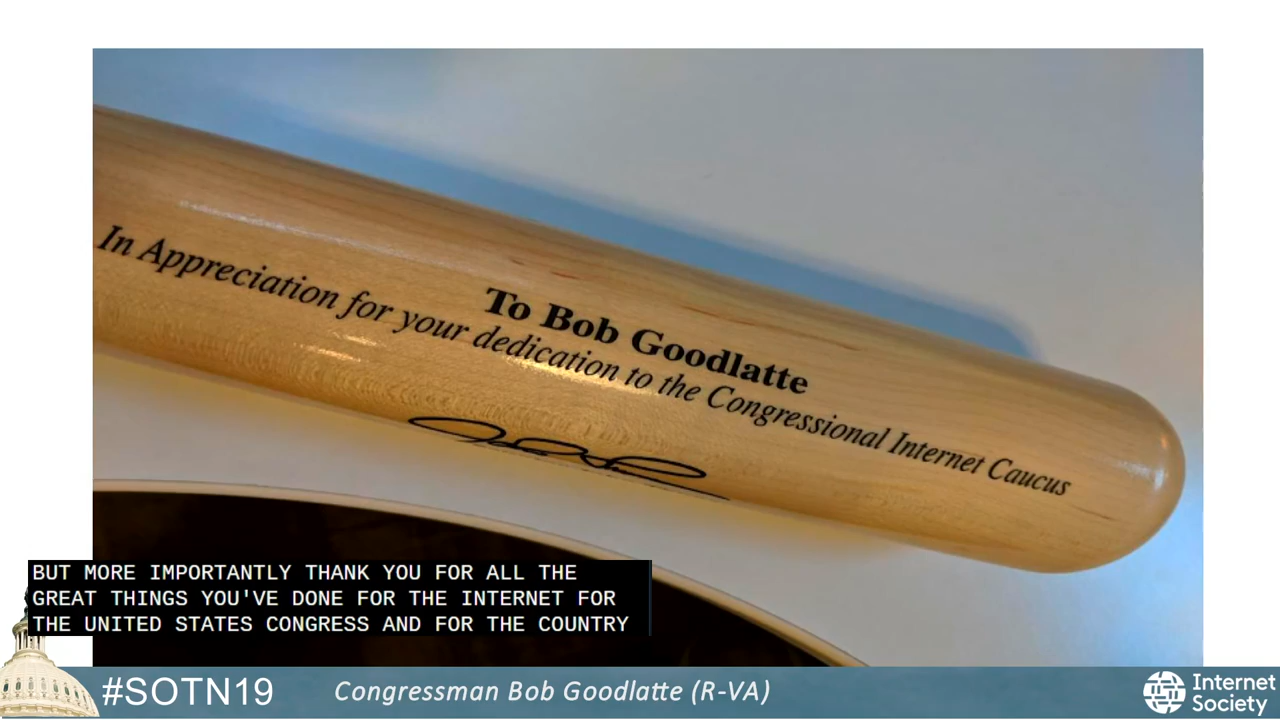 To Bob Goodlatte
In Appreciation for your dedication to the Congressional Internet Caucus
BUT MORE IMPORTANTLY THANK YOU FOR ALL THE
GREAT THINGS YOU'VE DONE FOR THE INTERNET FOR
THE UNITED STATES CONGRESS AND FOR THE COUNTRY
#SOTN19
Congressman Bob Goodlatte (R-VA)
Internet
Society